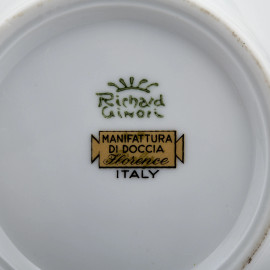 Richard
Ginori
MANIFATTURA
DI DOCCIA
Florence
ITALY